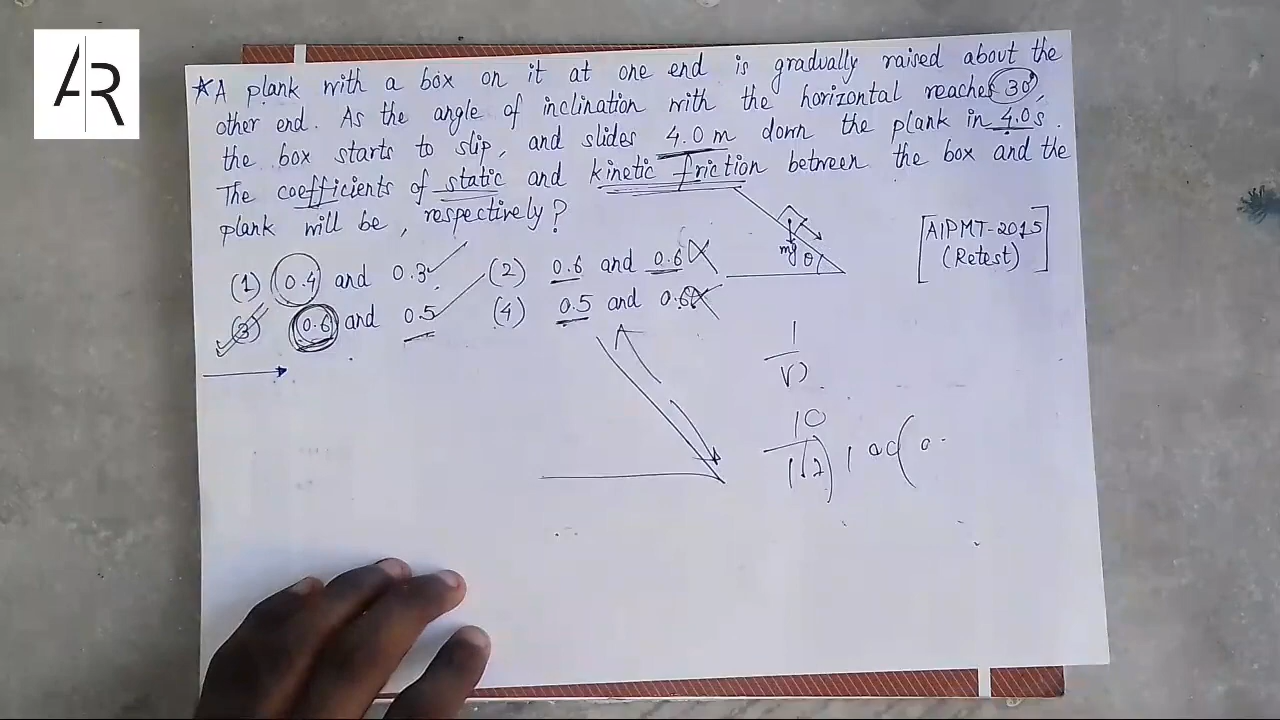 AR
★A plank with a box on it at one end is gradually raised about the
other end. As the angle of inclination with the horizontal reaches 30°,
the box starts to slip, and slides 4.0 m down the plank in 4.0s.
The coefficients of static and kinetic friction between the box and the
plank will be, respectively?
[AIPMT-2015
(Retest)]
mg θ
(1) 0.4 and 0.3 (2) 0.6 and 0.6
(3) 0.6 and 0.5 (4) 0.5 and 0.6
1
10